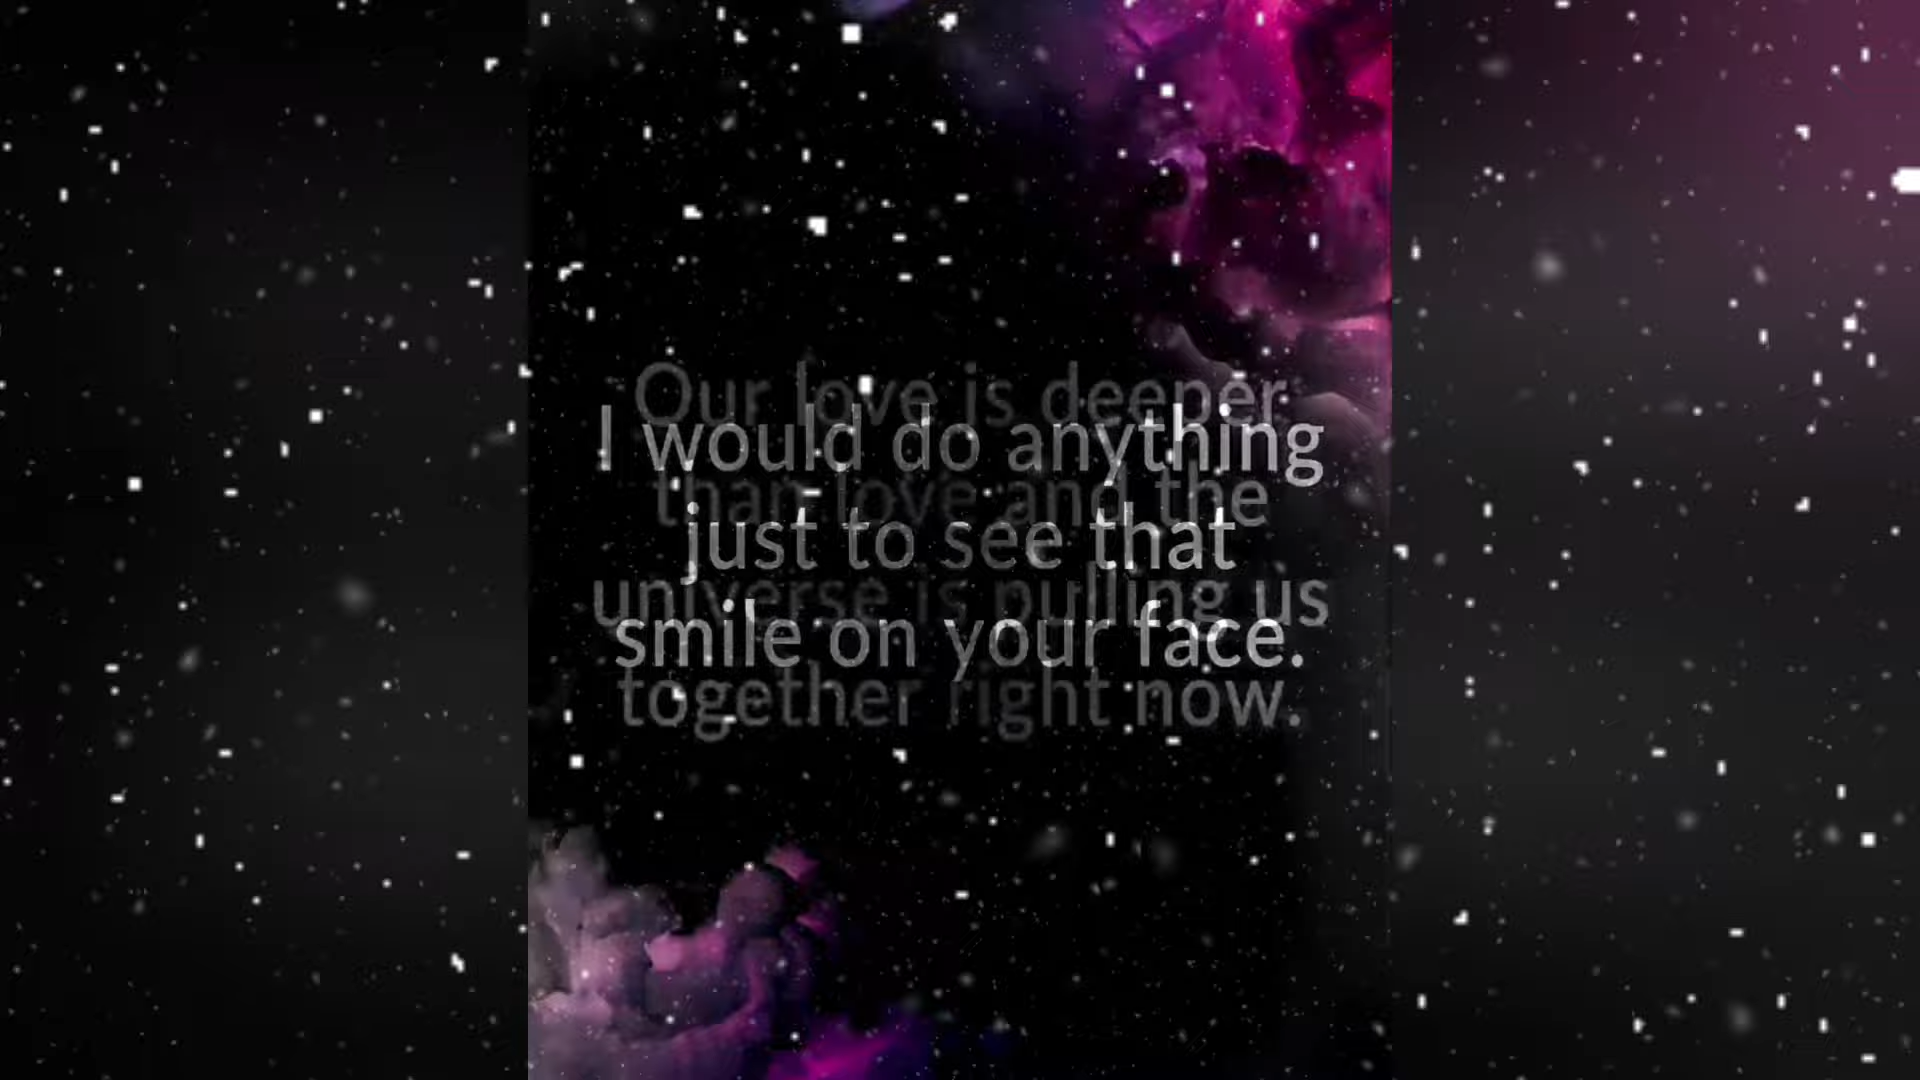 Our love is deeper
I would do anything
than love and the
just to see that
universe is pulling us
smile on your face.
together right now.